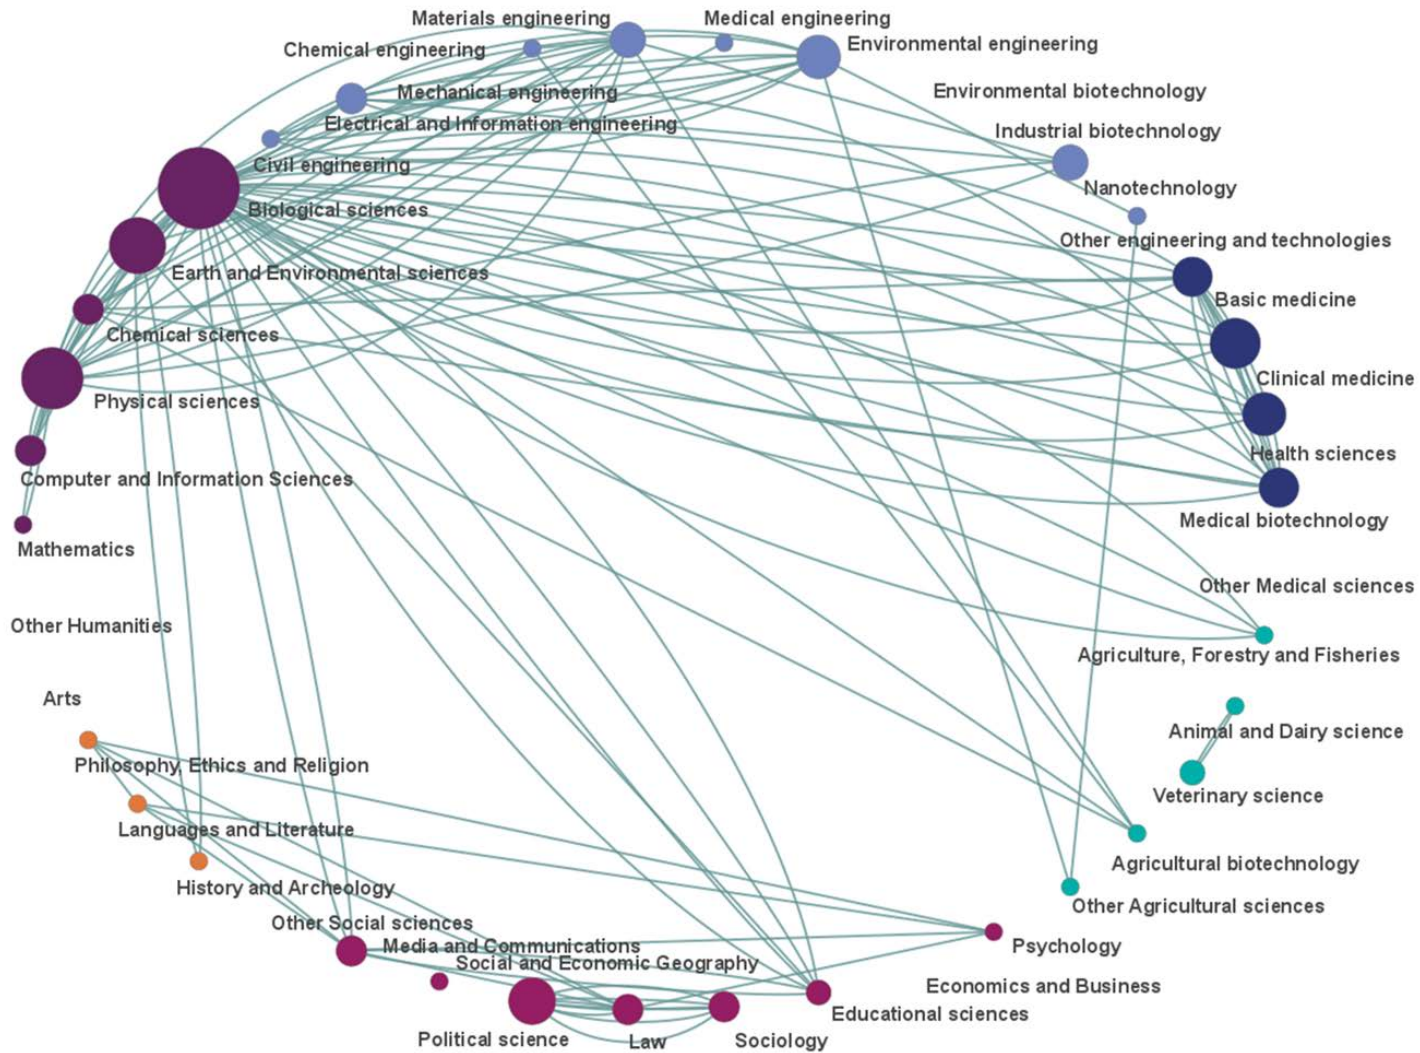 Materials engineering
Medical engineering
Chemical engineering
Environmental engineering
Mechanical engineering
Environmental biotechnology
Electrical and Information engineering
Industrial biotechnology
Civil engineering
Nanotechnology
Biological sciences
Other engineering and technologies
Earth and Environmental sciences
Basic medicine
Chemical sciences
Clinical medicine
Physical sciences
Health sciences
Computer and Information Sciences
Medical biotechnology
Mathematics
Other Medical sciences
Other Humanities
Agriculture, Forestry and Fisheries
Arts
Animal and Dairy science
Philosophy, Ethics and Religion
Veterinary science
Languages and Literature
Agricultural biotechnology
History and Archeology
Other Agricultural sciences
Other Social sciences
Media and Communications
Psychology
Social and Economic Geography
Economics and Business
Educational sciences
Political science
Law
Sociology